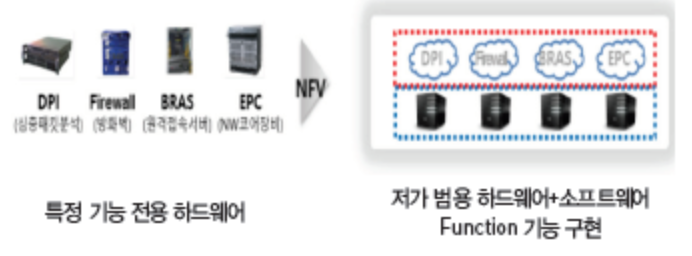 DPI Firewall BRAS EPC
(심층패킷분석) (방화벽) (원격접속서버) (NW코어장비)
NFV
DPI Firewall BRAS EPC
특정 기능 전용 하드웨어
저가 범용 하드웨어+소프트웨어
Function 기능 구현